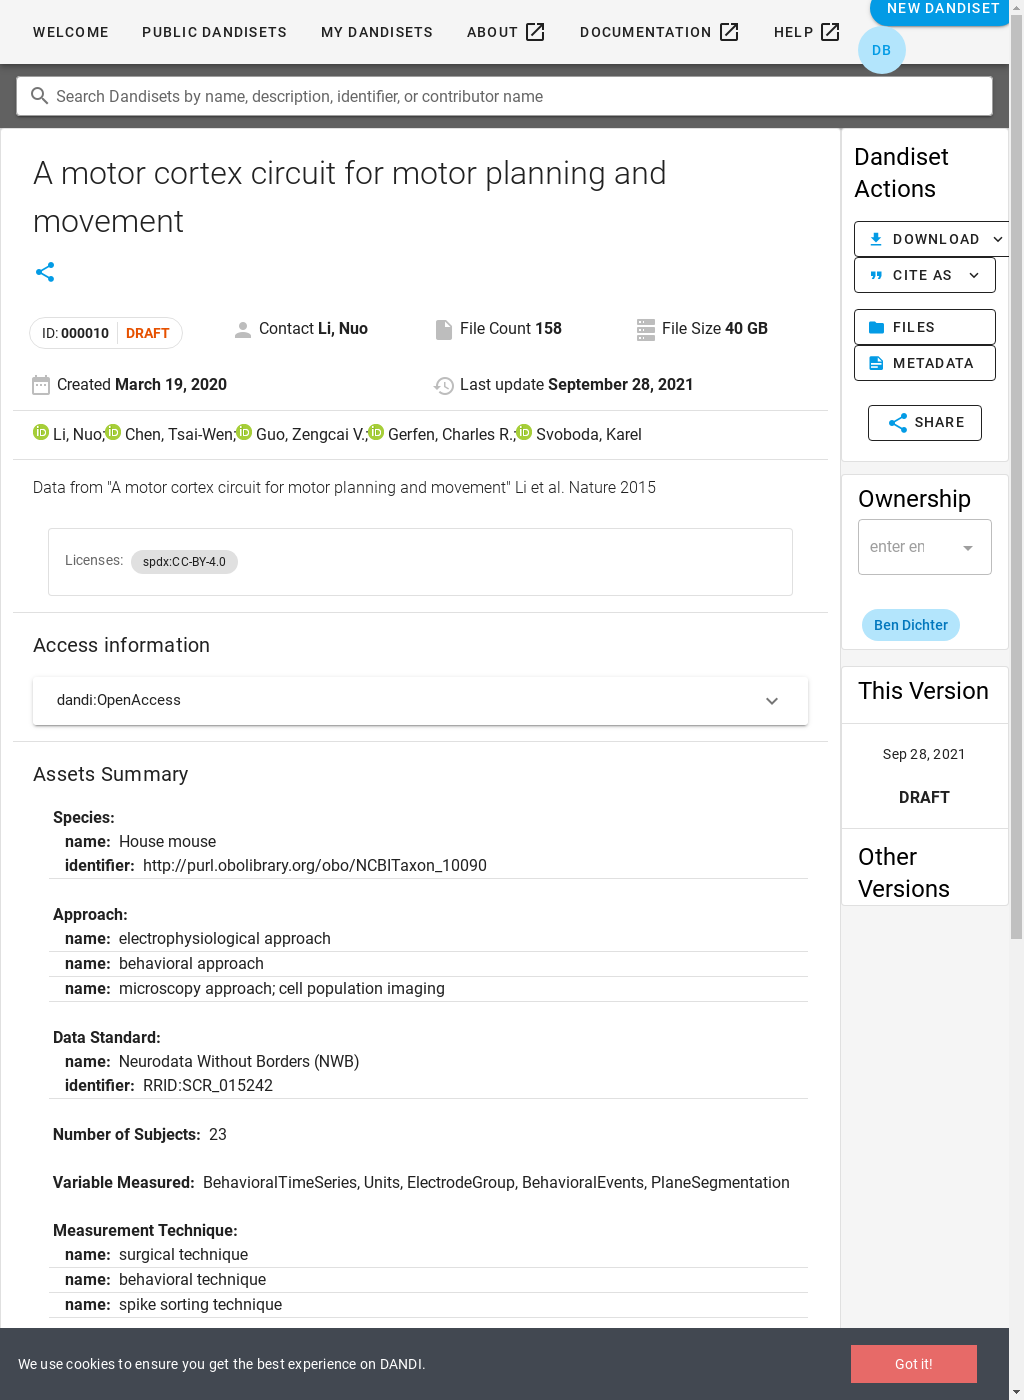 WELCOME PUBLIC DANDISETS MY DANDISETS ABOUT DOCUMENTATION HELP NEW DANDISET
DB
Search Dandisets by name, description, identifier, or contributor name
A motor cortex circuit for motor planning and
movement
ID: 000010 DRAFT
Contact Li, Nuo
File Count 158
File Size 40 GB
Created March 19, 2020
Last update September 28, 2021
iD Li, Nuo; iD Chen, Tsai-Wen; iD Guo, Zengcai V.; iD Gerfen, Charles R.; iD Svoboda, Karel
Data from "A motor cortex circuit for motor planning and movement" Li et al. Nature 2015
Licenses: spdx:CC-BY-4.0
Access information
dandi:OpenAccess
Assets Summary
Species:
name: House mouse
identifier: http://purl.obolibrary.org/obo/NCBITaxon_10090
Approach:
name: electrophysiological approach
name: behavioral approach
name: microscopy approach; cell population imaging
Data Standard:
name: Neurodata Without Borders (NWB)
identifier: RRID:SCR_015242
Number of Subjects: 23
Variable Measured: BehavioralTimeSeries, Units, ElectrodeGroup, BehavioralEvents, PlaneSegmentation
Measurement Technique:
name: surgical technique
name: behavioral technique
name: spike sorting technique
Dandiset
Actions
DOWNLOAD
CITE AS
FILES
METADATA
SHARE
Ownership
enter en
Ben Dichter
This Version
Sep 28, 2021
DRAFT
Other
Versions
We use cookies to ensure you get the best experience on DANDI.
Got it!